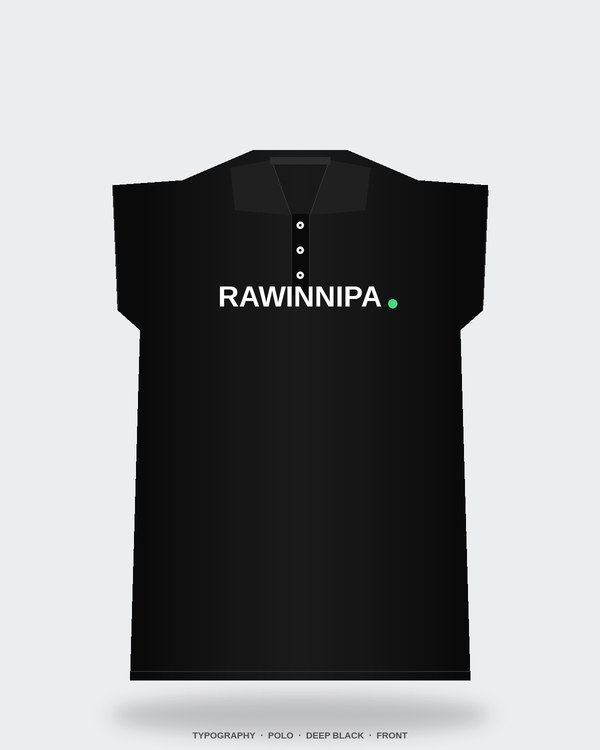 RAWINNIPA.
TYPOGRAPHY · POLO · DEEP BLACK · FRONT